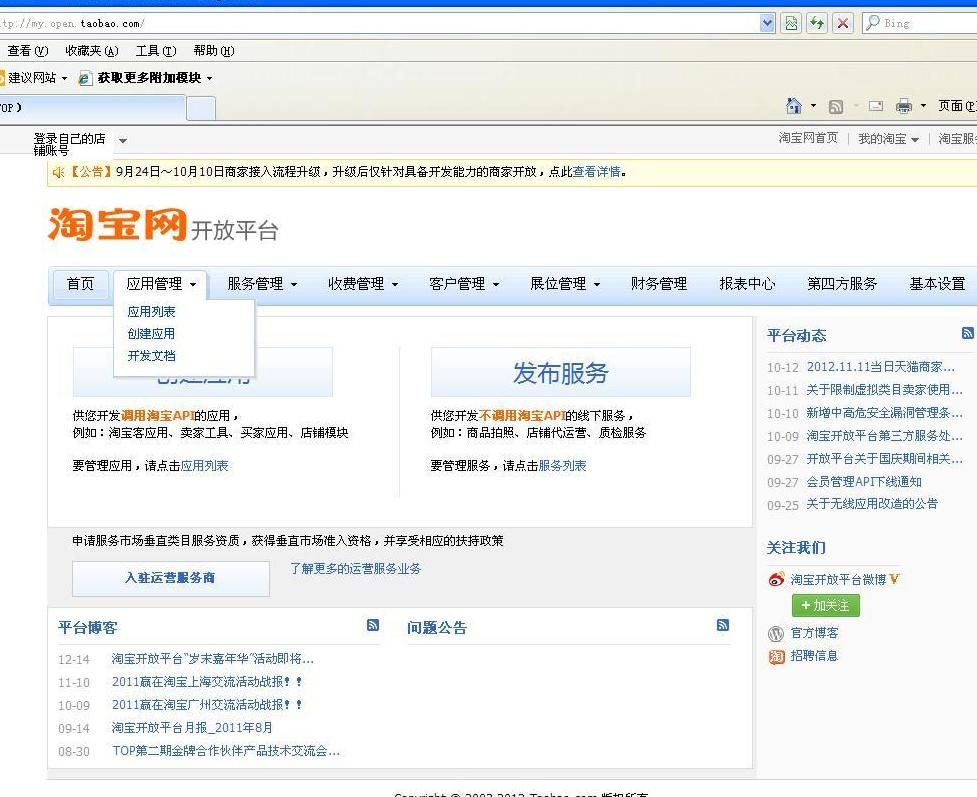 tp://my.open.taobao.com/
Bing
查看(V) 收藏夹(A) 工具(T) 帮助(H)
建议网站 获取更多附加模块
OP)
页面(P)
登录自己的店
铺账号
淘宝网首页 我的淘宝 淘宝服
【公告】9月24日～10月10日商家接入流程升级，升级后仅针对具备开发能力的商家开放，点此查看详情。
淘宝网开放平台
首页 应用管理 服务管理 收费管理 客户管理 展位管理 财务管理 报表中心 第四方服务 基本设置
应用列表
创建应用
开发文档
创建应用
供您开发调用淘宝API的应用，
例如：淘宝客应用、卖家工具、买家应用、店铺模块
要管理应用，请点击应用列表
发布服务
供您开发不调用淘宝API的线下服务，
例如：商品拍照、店铺代运营、质检服务
要管理服务，请点击服务列表
申请服务市场垂直类目服务资质，获得垂直市场准入资格，并享受相应的扶持政策
入驻运营服务商 了解更多的运营服务业务
平台博客
12-14 淘宝开放平台“岁末嘉年华”活动即将...
11-10 2011赢在淘宝上海交流活动战报！！
10-09 2011赢在淘宝广州交流活动战报！！
09-14 淘宝开放平台月报_2011年8月
08-30 TOP第二期金牌合作伙伴产品技术交流会...
问题公告
平台动态
10-12 2012.11.11当日天猫商家...
10-11 关于限制虚拟类目卖家使用...
10-10 新增中高危安全漏洞管理条...
10-09 淘宝开放平台第三方服务处...
09-27 开放平台关于国庆期间相关...
09-27 会员管理API下线通知
09-25 关于无线应用改造的公告
关注我们
淘宝开放平台微博 V
+加关注
官方博客
淘 招聘信息
Copyright © 2003-2012 Taobao.com 版权所有